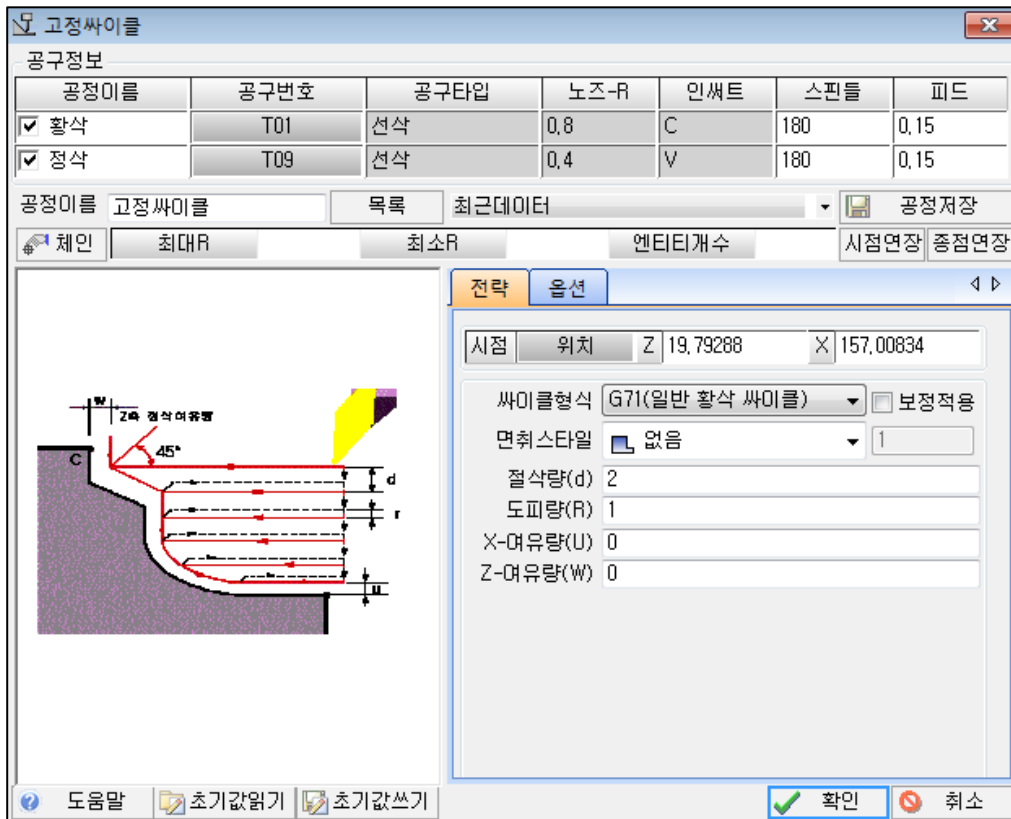 고정싸이클
공구정보
공정이름 공구번호 공구타입 노즈-R 인써트 스핀들 피드
황삭 T01 선삭 0,8 C 180 0,15
정삭 T09 선삭 0,4 V 180 0,15
공정이름 고정싸이클 목록 최근데이터 공정저장
체인 최대R 최소R 엔티티개수 시점연장 종점연장
전략 옵션
시점 위치 Z 19,79288 X 157,00834
싸이클형식 G71(일반 황삭 싸이클) 보정적용
면취스타일 없음 1
절삭량(d) 2
도피량(R) 1
X-여유량(U) 0
Z-여유량(W) 0
W
Z축 정삭여유량
45°
C
d
r
u
도움말 초기값읽기 초기값쓰기 확인 취소